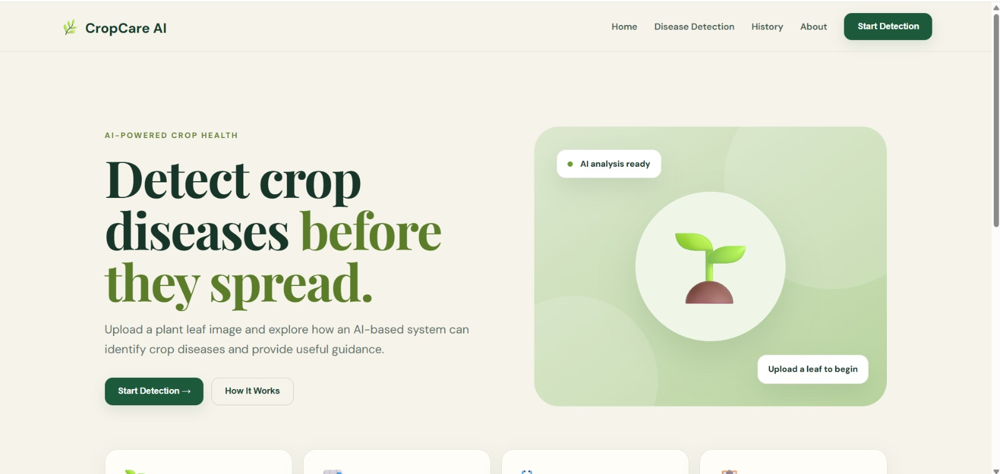 CropCare AI
Home
Disease Detection
History
About
Start Detection
AI-POWERED CROP HEALTH
Detect crop
diseases before
they spread.
Upload a plant leaf image and explore how an AI-based system can
identify crop diseases and provide useful guidance.
Start Detection →
How It Works
AI analysis ready
Upload a leaf to begin